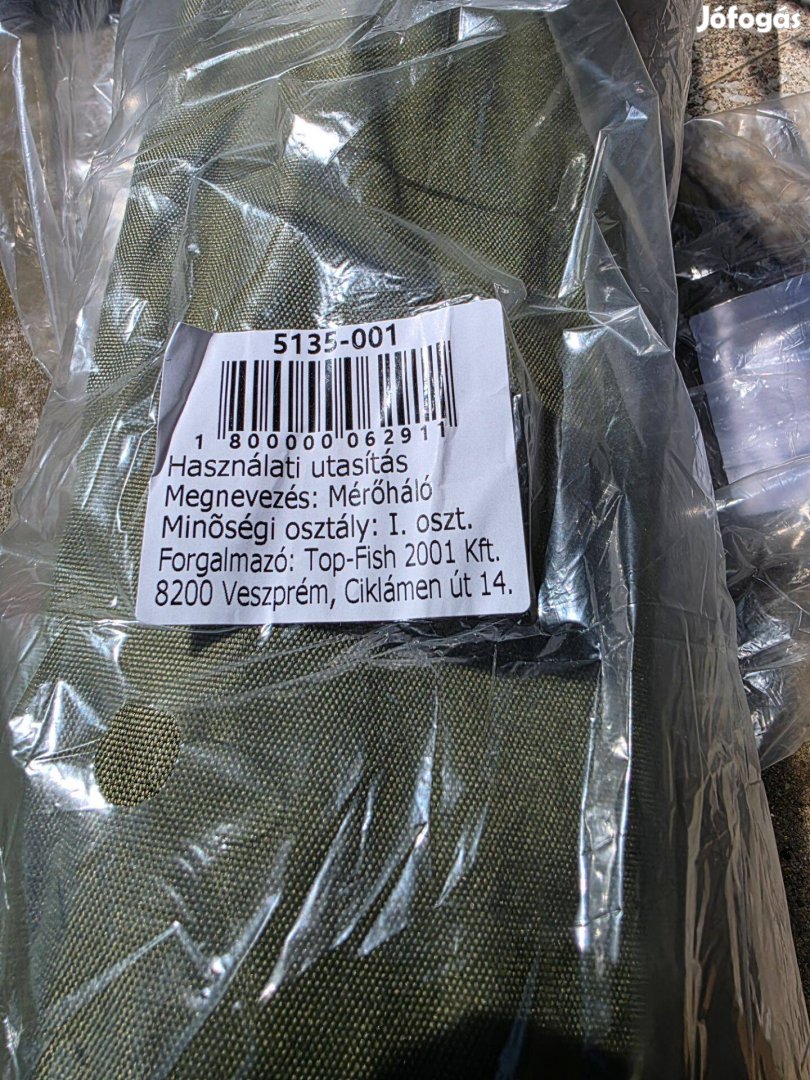 Jófogás
5135-001
1 800000 062911
Használati utasítás
Megnevezés: Mérőháló
Minõségi osztály: I. oszt.
Forgalmazó: Top-Fish 2001 Kft.
8200 Veszprém, Ciklámen út 14.